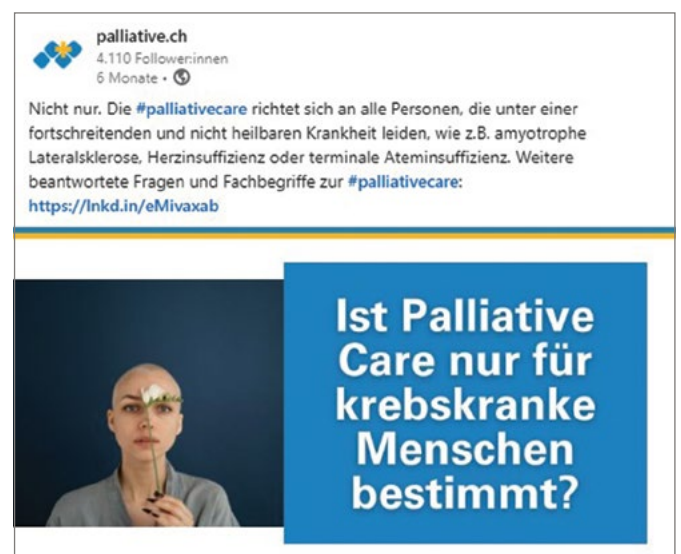 palliative.ch
4.110 Follower:innen
6 Monate •
Nicht nur. Die #palliativecare richtet sich an alle Personen, die unter einer
fortschreitenden und nicht heilbaren Krankheit leiden, wie z.B. amyotrophe
Lateralsklerose, Herzinsuffizienz oder terminale Ateminsuffizienz. Weitere
beantwortete Fragen und Fachbegriffe zur #palliativecare:
https://lnkd.in/eMivaxab
Ist Palliative
Care nur für
krebskranke
Menschen
bestimmt?